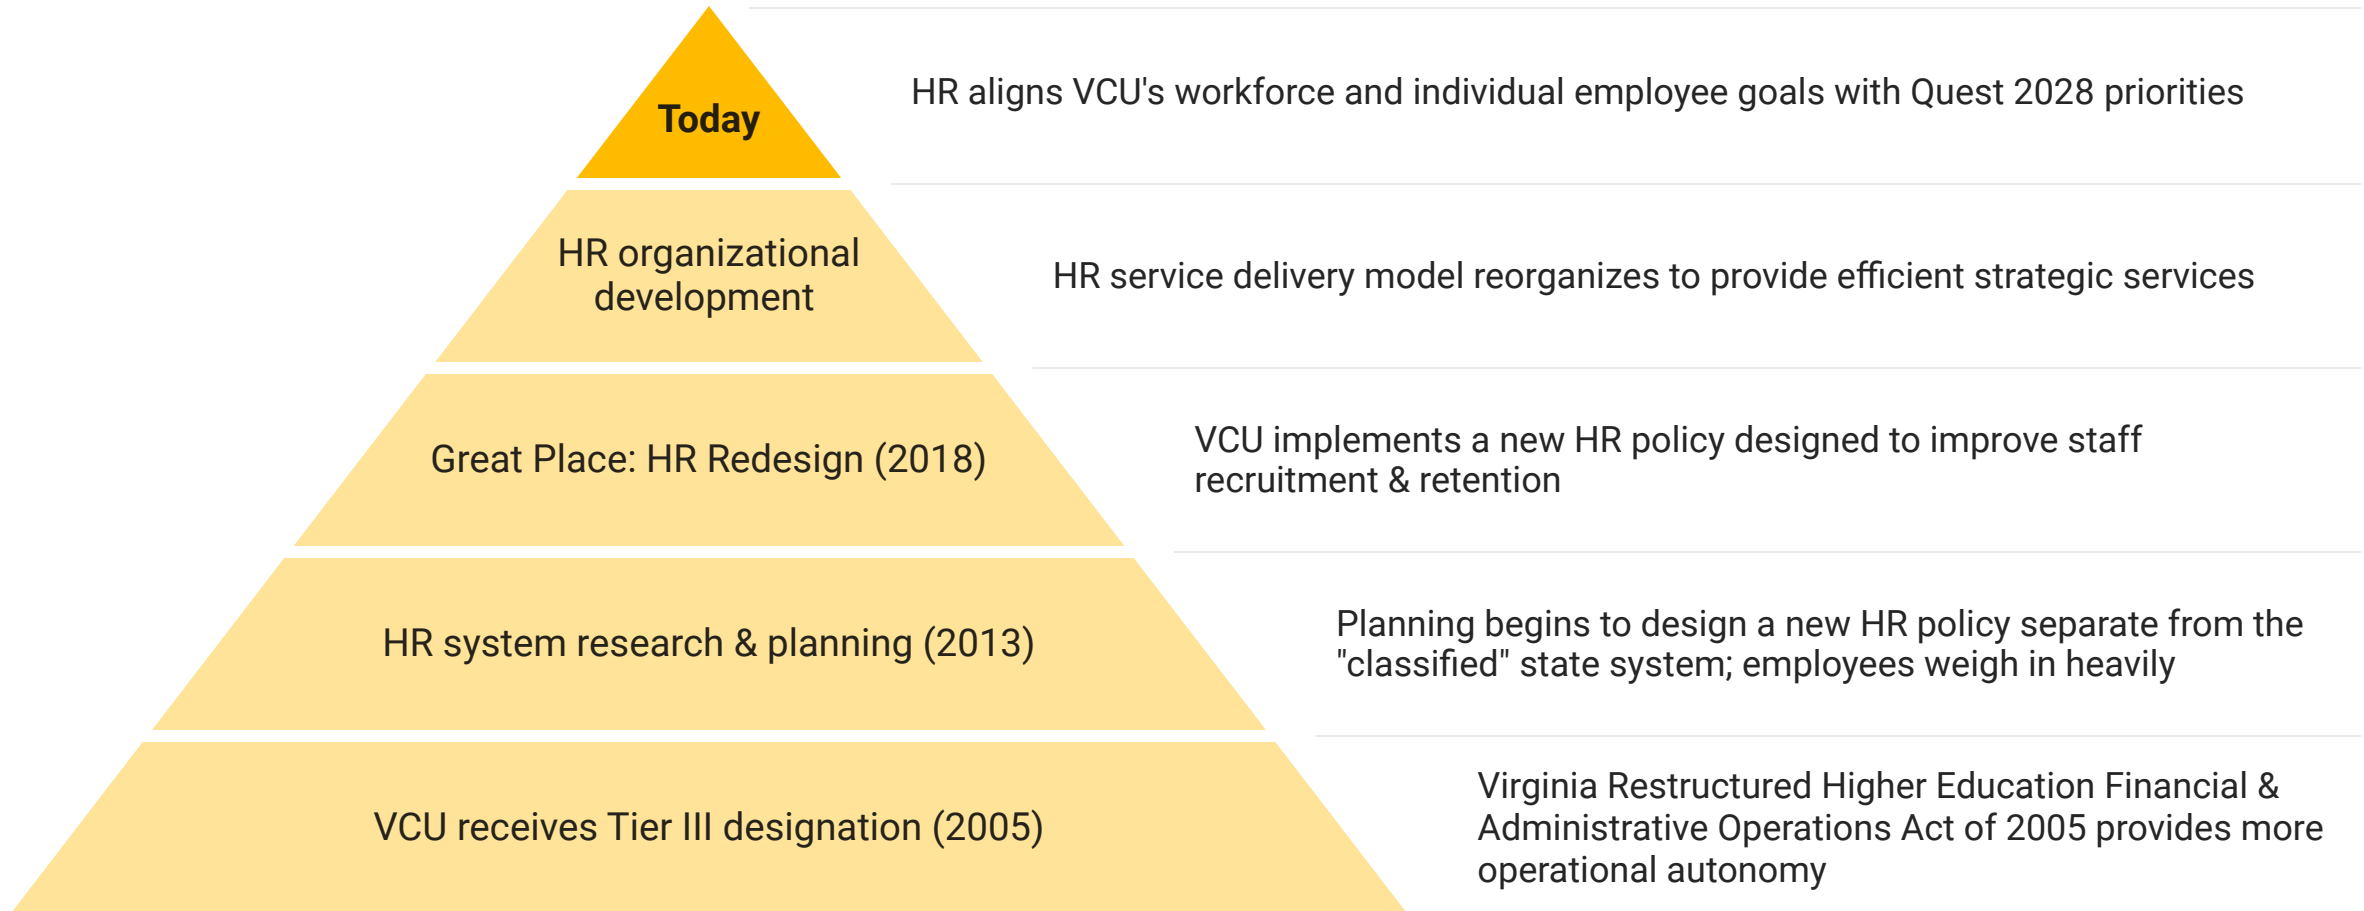 Today
HR aligns VCU's workforce and individual employee goals with Quest 2028 priorities
HR organizational
development
HR service delivery model reorganizes to provide efficient strategic services
Great Place: HR Redesign (2018)
VCU implements a new HR policy designed to improve staff
recruitment & retention
HR system research & planning (2013)
Planning begins to design a new HR policy separate from the
"classified" state system; employees weigh in heavily
VCU receives Tier III designation (2005)
Virginia Restructured Higher Education Financial &
Administrative Operations Act of 2005 provides more
operational autonomy